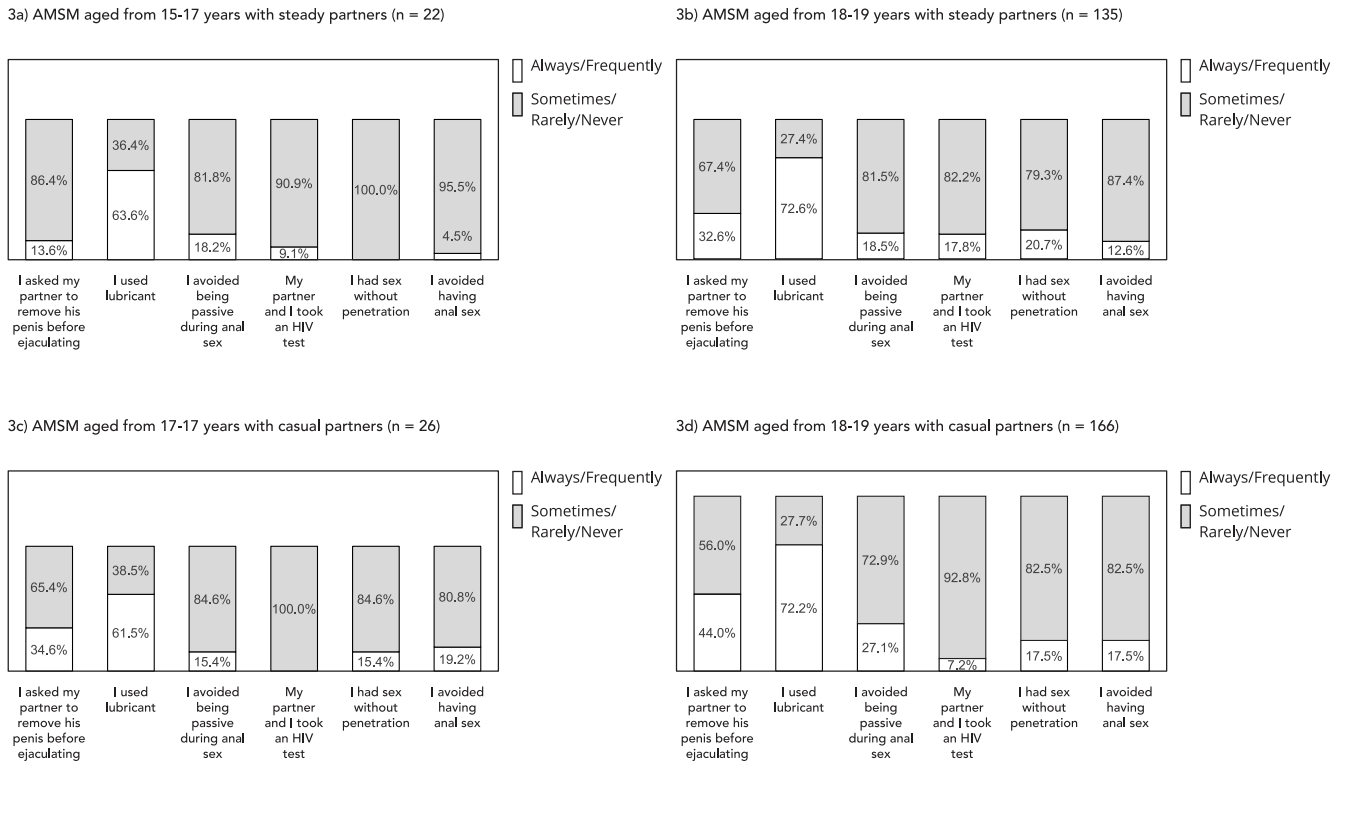 3a) AMSM aged from 15-17 years with steady partners (n = 22)
Always/Frequently
Sometimes/
Rarely/Never
86.4%
13.6%
36.4%
63.6%
81.8%
18.2%
90.9%
9.1%
100.0%
95.5%
4.5%
I asked my
partner to
remove his
penis before
ejaculating
I used
lubricant
I avoided
being
passive
during anal
sex
My
partner
and I took
an HIV
test
I had sex
without
penetration
I avoided
having
anal sex
3b) AMSM aged from 18-19 years with steady partners (n = 135)
Always/Frequently
Sometimes/
Rarely/Never
67.4%
32.6%
27.4%
72.6%
81.5%
18.5%
82.2%
17.8%
79.3%
20.7%
87.4%
12.6%
I asked my
partner to
remove his
penis before
ejaculating
I used
lubricant
I avoided
being
passive
during anal
sex
My
partner
and I took
an HIV
test
I had sex
without
penetration
I avoided
having
anal sex
3c) AMSM aged from 17-17 years with casual partners (n = 26)
Always/Frequently
Sometimes/
Rarely/Never
65.4%
34.6%
38.5%
61.5%
84.6%
15.4%
100.0%
84.6%
15.4%
80.8%
19.2%
I asked my
partner to
remove his
penis before
ejaculating
I used
lubricant
I avoided
being
passive
during anal
sex
My
partner
and I took
an HIV
test
I had sex
without
penetration
I avoided
having
anal sex
3d) AMSM aged from 18-19 years with casual partners (n = 166)
Always/Frequently
Sometimes/
Rarely/Never
56.0%
44.0%
27.7%
72.2%
72.9%
27.1%
92.8%
7.2%
82.5%
17.5%
82.5%
17.5%
I asked my
partner to
remove his
penis before
ejaculating
I used
lubricant
I avoided
being
passive
during anal
sex
My
partner
and I took
an HIV
test
I had sex
without
penetration
I avoided
having
anal sex